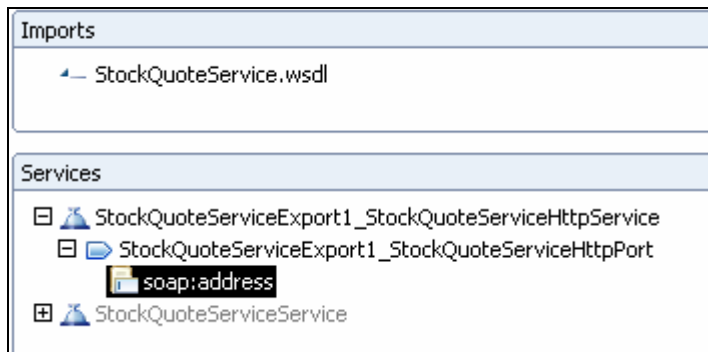 Imports
StockQuoteService.wsdl
Services
StockQuoteServiceExport1_StockQuoteServiceHttpService
StockQuoteServiceExport1_StockQuoteServiceHttpPort
soap:address
StockQuoteServiceService